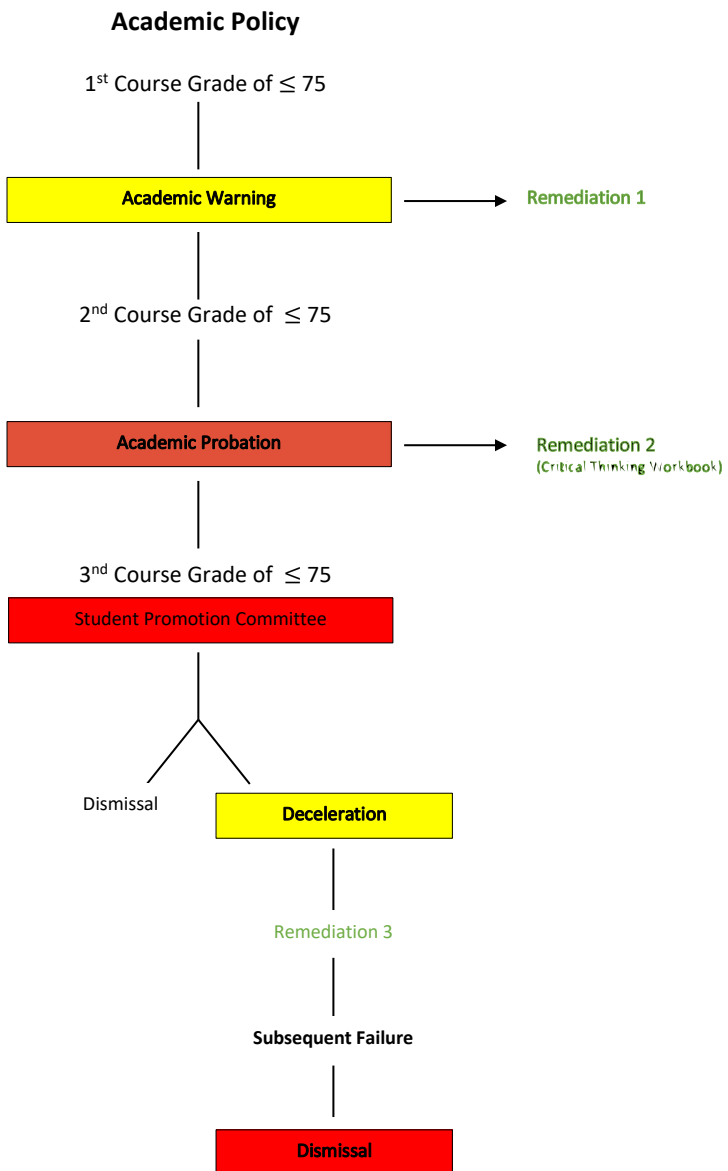 Academic Policy
1st Course Grade of ≤ 75
Academic Warning
Remediation 1
2nd Course Grade of ≤ 75
Academic Probation
Remediation 2
(Critical Thinking Workbook)
3nd Course Grade of ≤ 75
Student Promotion Committee
Dismissal
Deceleration
Remediation 3
Subsequent Failure
Dismissal